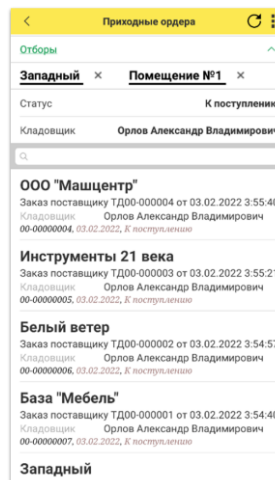 Приходные ордера
Отборы
Западный × Помещение №1 ×
Статус К поступлению
Кладовщик Орлов Александр Владимирович
ООО "Машцентр"
Заказ поставщику ТД00-000004 от 03.02.2022 3:55:40
Кладовщик Орлов Александр Владимирович
00-00000004, 03.02.2022, К поступлению
Инструменты 21 века
Заказ поставщику ТД00-000003 от 03.02.2022 3:55:21
Кладовщик Орлов Александр Владимирович
00-00000005, 03.02.2022, К поступлению
Белый ветер
Заказ поставщику ТД00-000002 от 03.02.2022 3:54:57
Кладовщик Орлов Александр Владимирович
00-00000006, 03.02.2022, К поступлению
База "Мебель"
Заказ поставщику ТД00-000001 от 03.02.2022 3:54:40
Кладовщик Орлов Александр Владимирович
00-00000007, 03.02.2022, К поступлению
Западный